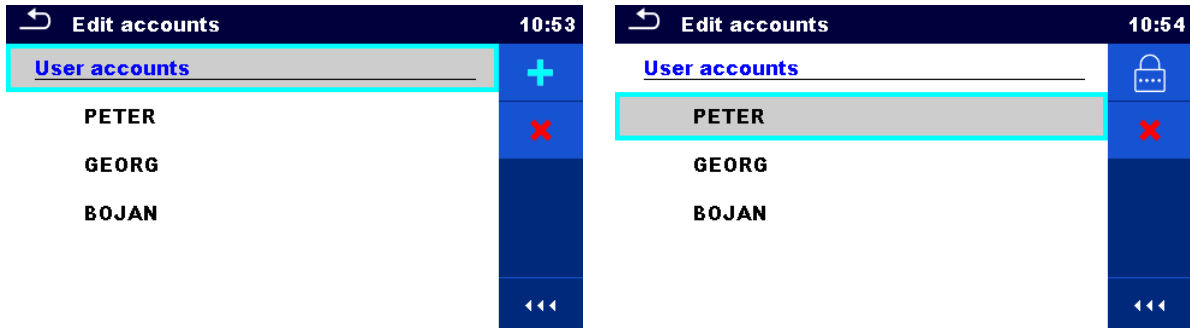 Edit accounts 10:53
User accounts
PETER
GEORG
BOJAN
Edit accounts 10:54
User accounts
PETER
GEORG
BOJAN